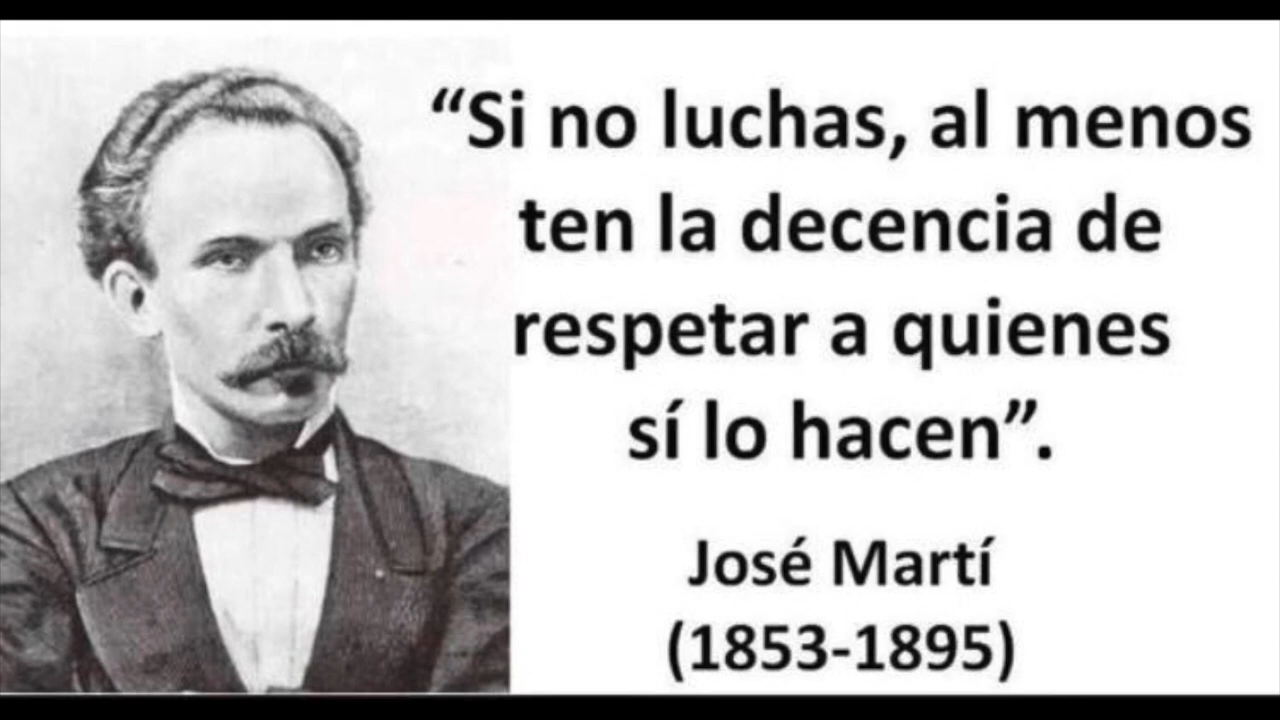 “Si no luchas, al menos
ten la decencia de
respetar a quienes
sí lo hacen”.
José Martí
(1853-1895)